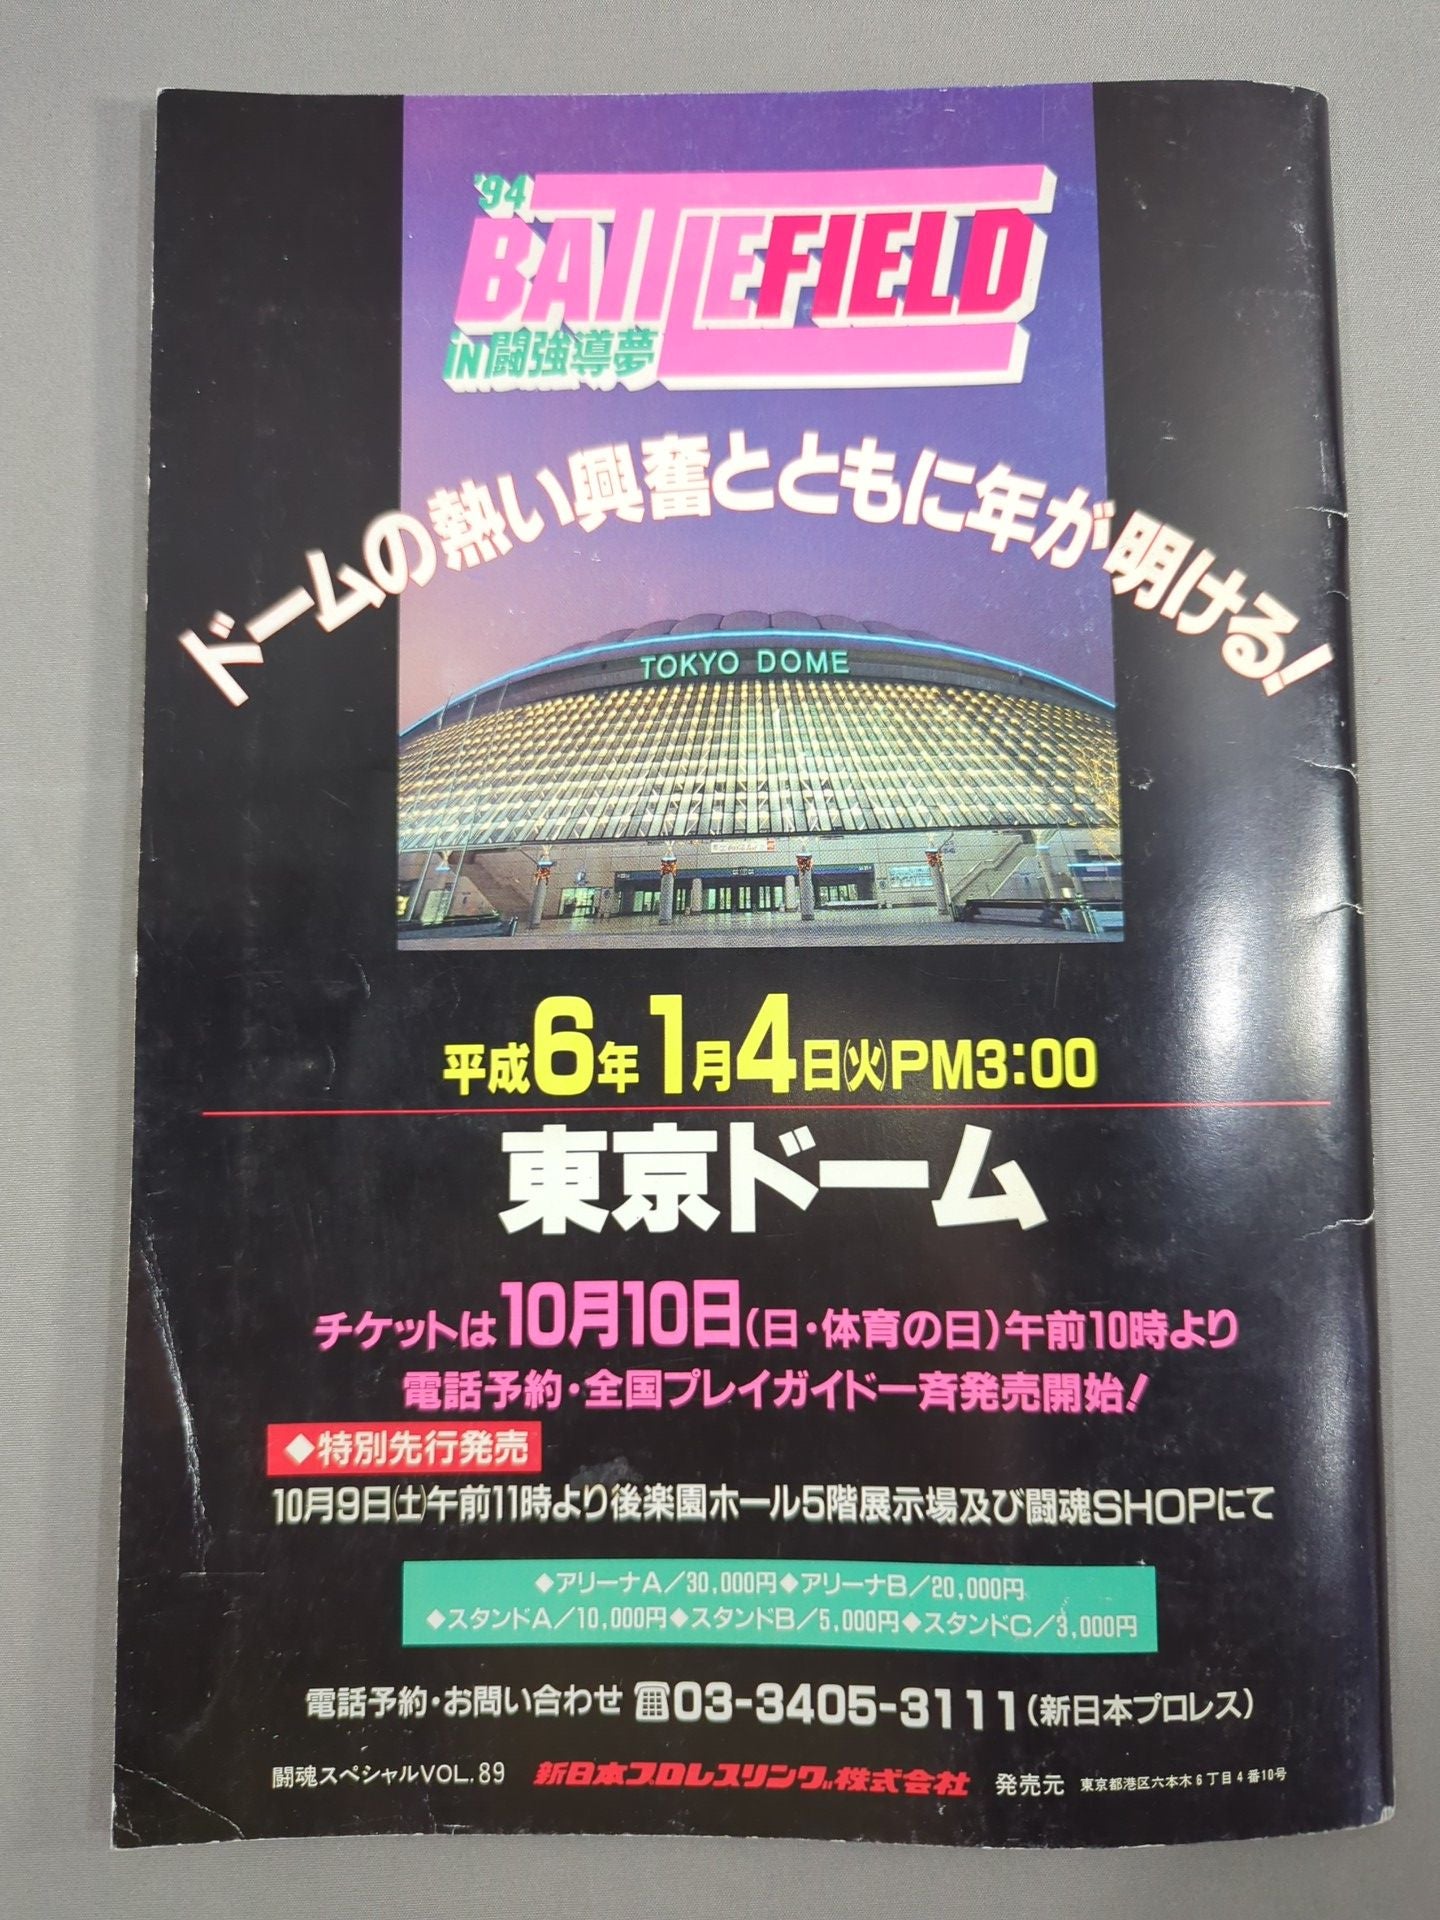 '94
BATTLEFIELD
iN闘強導夢
ドームの熱い興奮とともに年が明ける!
TOKYO DOME
平成6年1月4日(火)PM3:00
東京ドーム
チケットは10月10日(日・体育の日)午前10時より
電話予約・全国プレイガイド一斉発売開始!
◆特別先行発売
10月9日(土)午前11時より後楽園ホール5階展示場及び闘魂SHOPにて
◆アリーナA/30,000円◆アリーナB/20,000円
◆スタンドA/10,000円◆スタンドB/5,000円◆スタンドC/3,000円
電話予約・お問い合わせ ☎03-3405-3111(新日本プロレス)
闘魂スペシャルVOL.89 新日本プロレスリング株式会社 発売元 東京都港区六本木6丁目4番10号